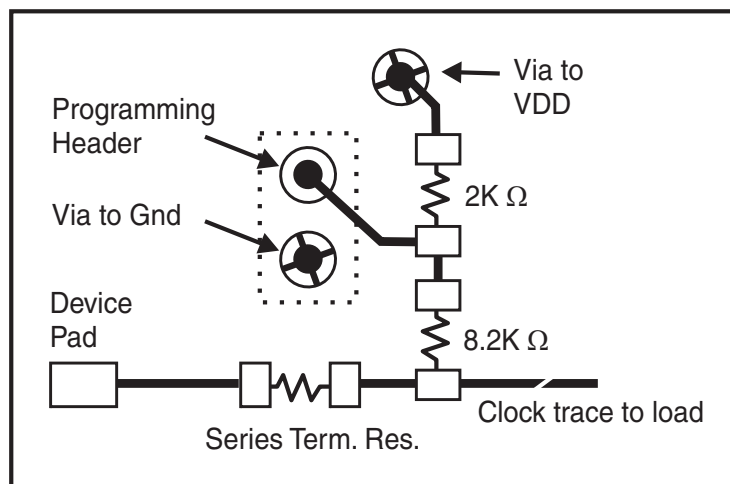 Via to
VDD
Programming
Header
2K Ω
Via to Gnd
Device
Pad
8.2K Ω
Clock trace to load
Series Term. Res.